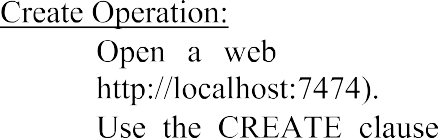 Create Operation:
Open a web
http://localhost:7474).
Use the CREATE clause